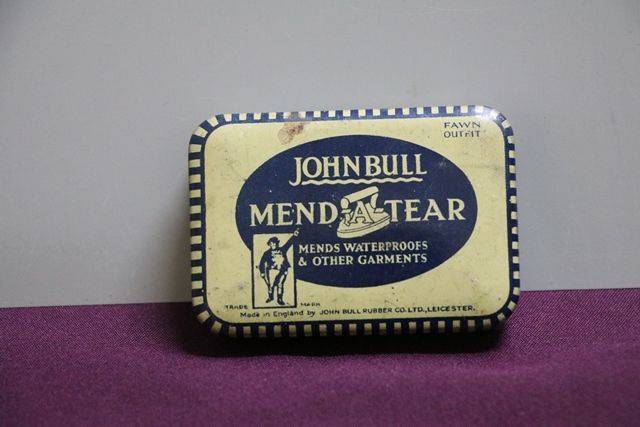 FAWN
OUTFIT
JOHN BULL
MEND-A-TEAR
MENDS WATERPROOFS
& OTHER GARMENTS
TRADE MARK
Made in England by JOHN BULL RUBBER CO. LTD., LEICESTER.